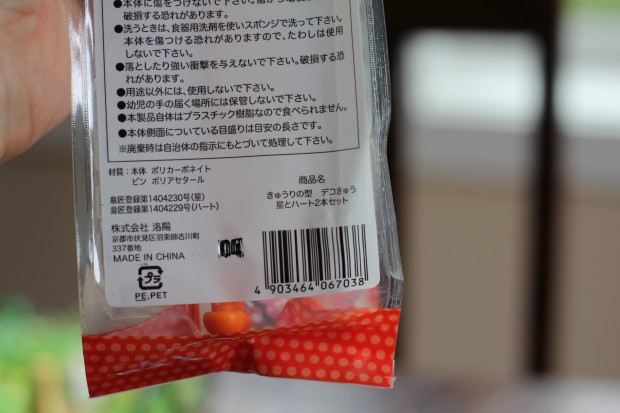 ●本体に傷をつけないで下さい。
破損する恐れがあります。
●洗うときは、食器用洗剤を使いスポンジで洗って下さい。
本体を傷つける恐れがありますので、たわしは使用
しないで下さい。
●落としたり強い衝撃を与えないで下さい。破損する恐
れがあります。
●用途以外には、使用しないで下さい。
●幼児の手の届く場所には保管しないで下さい。
●本製品自体はプラスチック樹脂なので食べられません。
●本体側面についている目盛りは目安の長さです。
※廃棄時は自治体の指示にもとづいて処理して下さい。
材質:本体 ポリカーボネイト
ピン ポリアセタール
意匠登録第1404230号(星)
意匠登録第1404229号(ハート)
株式会社 洛陽
京都市伏見区羽束師古川町
337番地
MADE IN CHINA
プラ
PE.PET
商品名
きゅうりの型 デコきゅう
星とハート2本セット
4 903464 067038